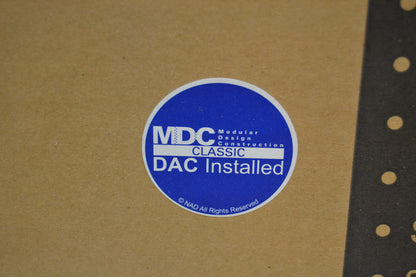 MDC Modular
Design
Construction
CLASSIC
DAC Installed
© NAD All Rights Reserved